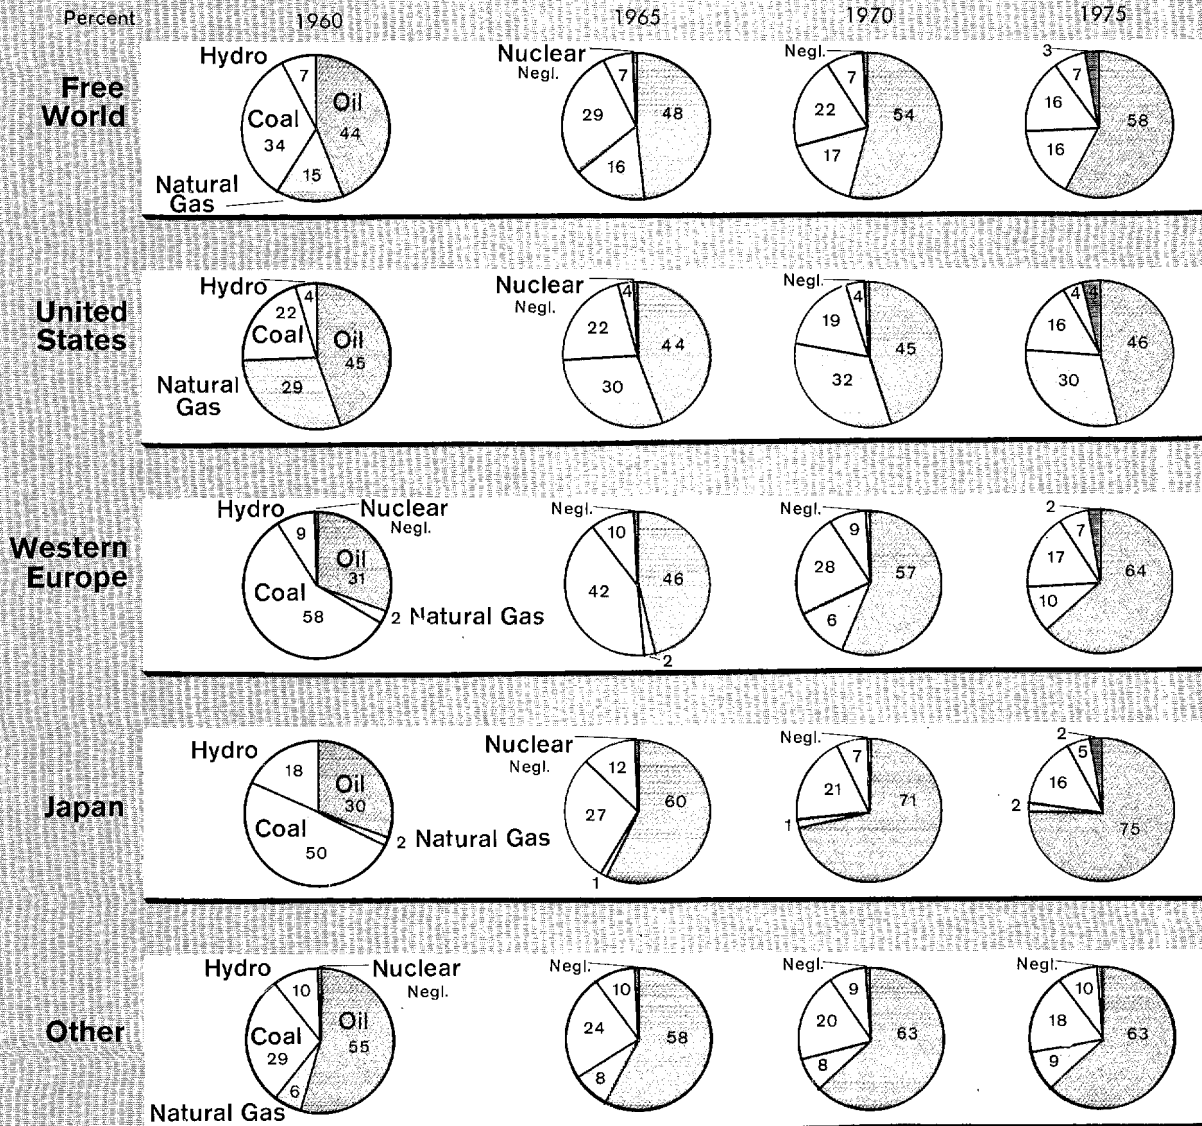 Percent 1960 1965 1970 1975
Free World
Hydro 7
Coal 34
Oil 44
15
Natural Gas
Nuclear Negl.
7
29
48
16
Negl.
7
22
54
17
3
7
16
58
16
United States
Hydro 4
22 Coal
Oil 45
Natural Gas 29
Nuclear Negl.
4
22
44
30
Negl.
4
19
45
32
4
4
16
46
30
Western Europe
Hydro 9
Nuclear Negl.
Oil 31
Coal 58
2 Natural Gas
Negl.
10
42
46
2
Negl.
9
28
57
6
2
7
17
64
10
Japan
Hydro 18
Oil 30
Coal 50
2 Natural Gas
Nuclear Negl.
12
27
60
1
Negl.
7
21
71
1
2
5
16
2
75
Other
Hydro 10
Nuclear Negl.
Oil 55
Coal 29
6
Natural Gas
Negl.
10
24
58
8
Negl.
9
20
63
8
Negl.
10
18
63
9